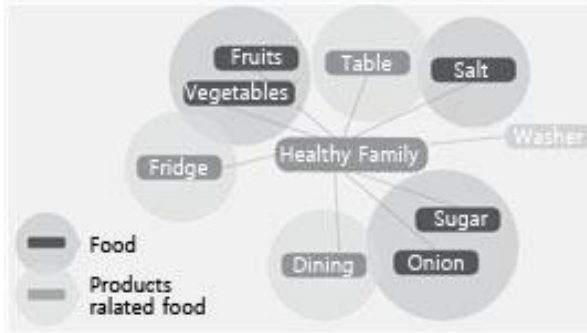 Fruits
Table
Salt
Vegetables
Washer
Healthy Family
Fridge
Sugar
Food
Dining
Onion
Products
ralated food